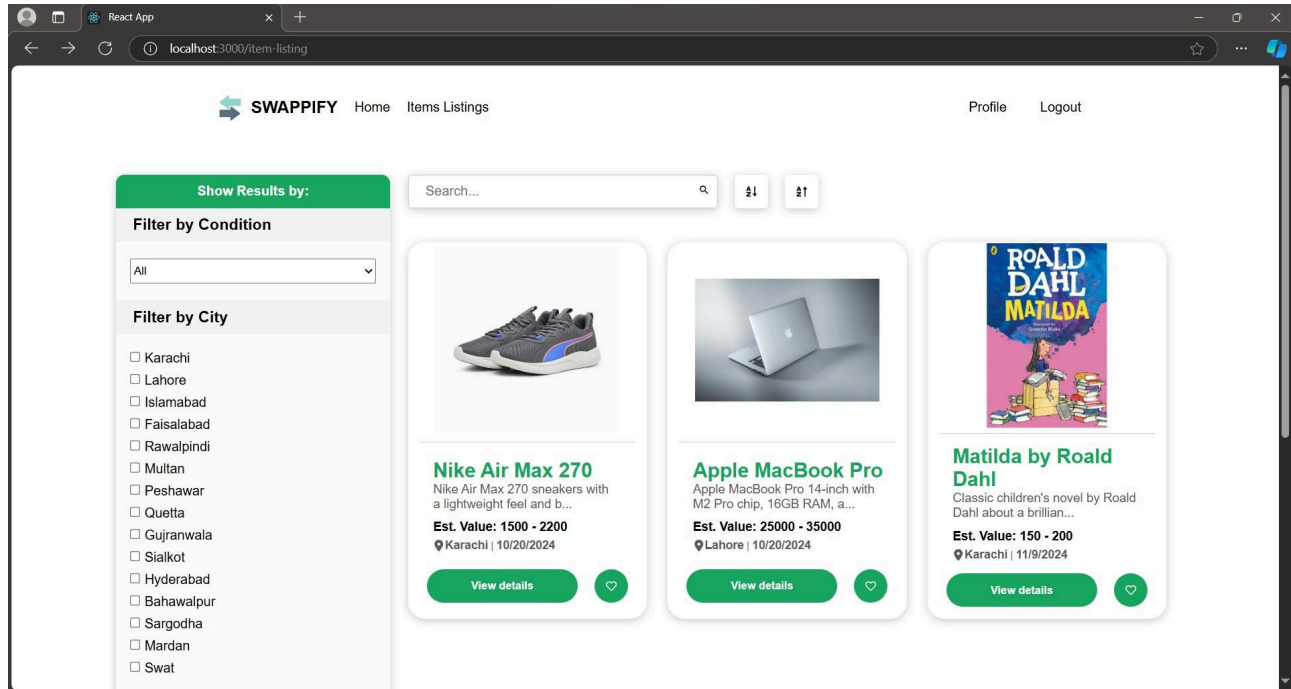 React App
localhost:3000/item-listing
SWAPPIFY
Home
Items Listings
Profile
Logout
Show Results by:
Filter by Condition
All
Filter by City
Karachi
Lahore
Islamabad
Faisalabad
Rawalpindi
Multan
Peshawar
Quetta
Gujranwala
Sialkot
Hyderabad
Bahawalpur
Sargodha
Mardan
Swat
Search...
Nike Air Max 270
Nike Air Max 270 sneakers with
a lightweight feel and b...
Est. Value: 1500 - 2200
Karachi | 10/20/2024
View details
Apple MacBook Pro
Apple MacBook Pro 14-inch with
M2 Pro chip, 16GB RAM, a...
Est. Value: 25000 - 35000
Lahore | 10/20/2024
View details
ROALD
DAHL
MATILDA
Matilda by Roald
Dahl
Classic children's novel by Roald
Dahl about a brillian...
Est. Value: 150 - 200
Karachi | 11/9/2024
View details